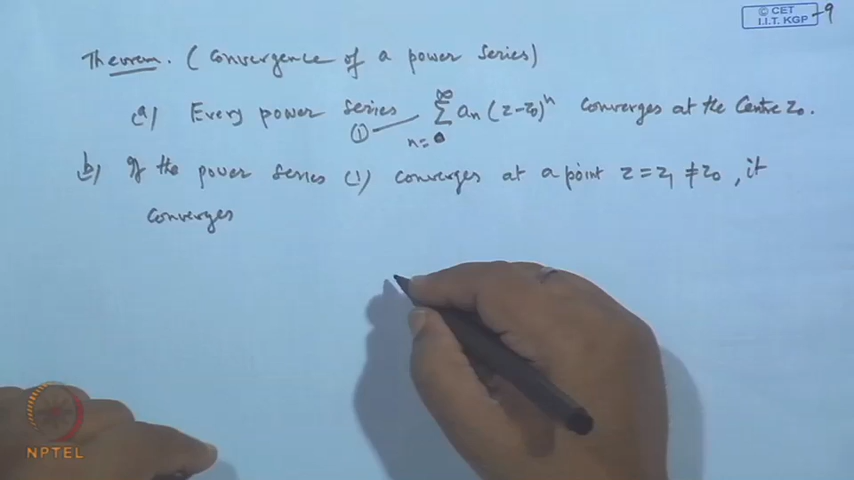 © CET
I.I.T. KGP
-9
Theorem. (Convergence of a power series)
(a) Every power series ∑_{n=0}^{∞} an (z-z0)^n converges at the Centre z0.
(1)
(b) If the power series (1) converges at a point z = z1 ≠ z0, it
converges
NPTEL